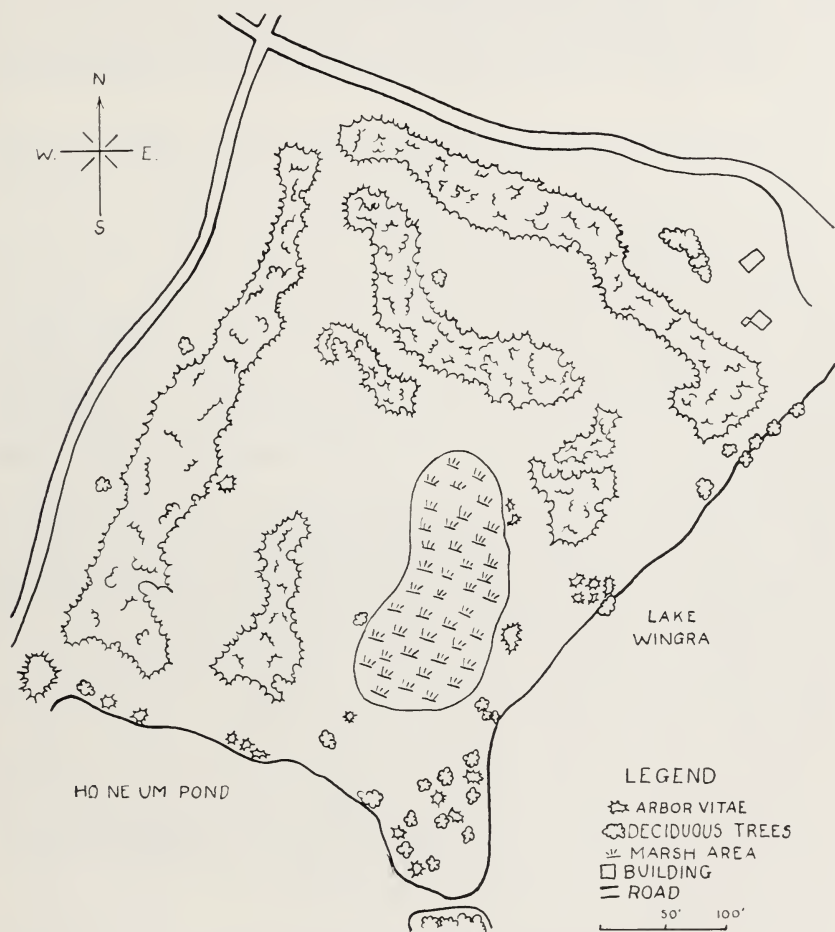 N
W. E.
S
LAKE
WINGRA
HO NE UM POND
LEGEND
ARBOR VITAE
DECIDUOUS TREES
MARSH AREA
BUILDING
ROAD
50' 100'